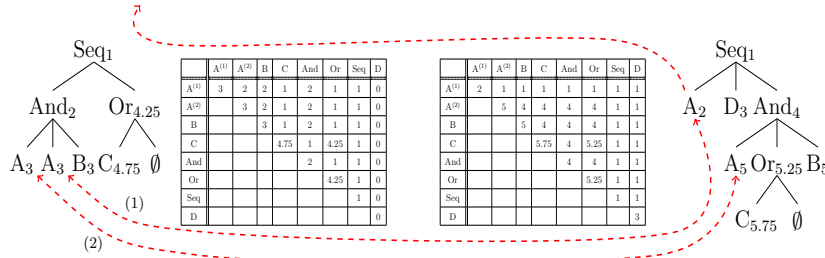 Seq1
And2 Or4.25
A3 A3 B3 C4.75 ∅
(1)
(2)
A(1) A(2) B C And Or Seq D
A(1) 3 2 2 1 2 1 1 0
A(2) 3 2 1 2 1 1 0
B 3 1 2 1 1 0
C 4.75 1 4.25 1 0
And 2 1 1 0
Or 4.25 1 0
Seq 1 0
D 0
A(1) A(2) B C And Or Seq D
A(1) 2 1 1 1 1 1 1 1
A(2) 5 4 4 4 4 1 1
B 5 4 4 4 1 1
C 5.75 4 5.25 1 1
And 4 4 1 1
Or 5.25 1 1
Seq 1 1
D 3
Seq1
A2 D3 And4
A5 Or5.25 B5
C5.75 ∅